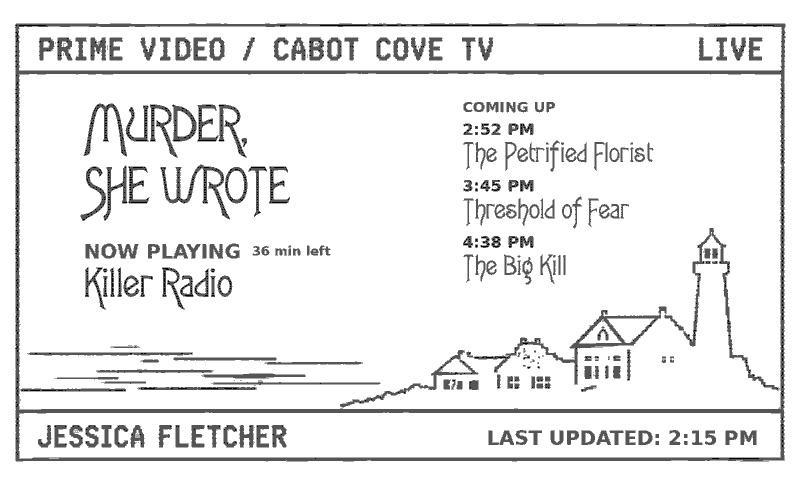 PRIME VIDEO / CABOT COVE TV
LIVE
MURDER,
SHE WROTE
NOW PLAYING 36 min left
Killer Radio
COMING UP
2:52 PM
The Petrified Florist
3:45 PM
Threshold of Fear
4:38 PM
The Big Kill
JESSICA FLETCHER
LAST UPDATED: 2:15 PM